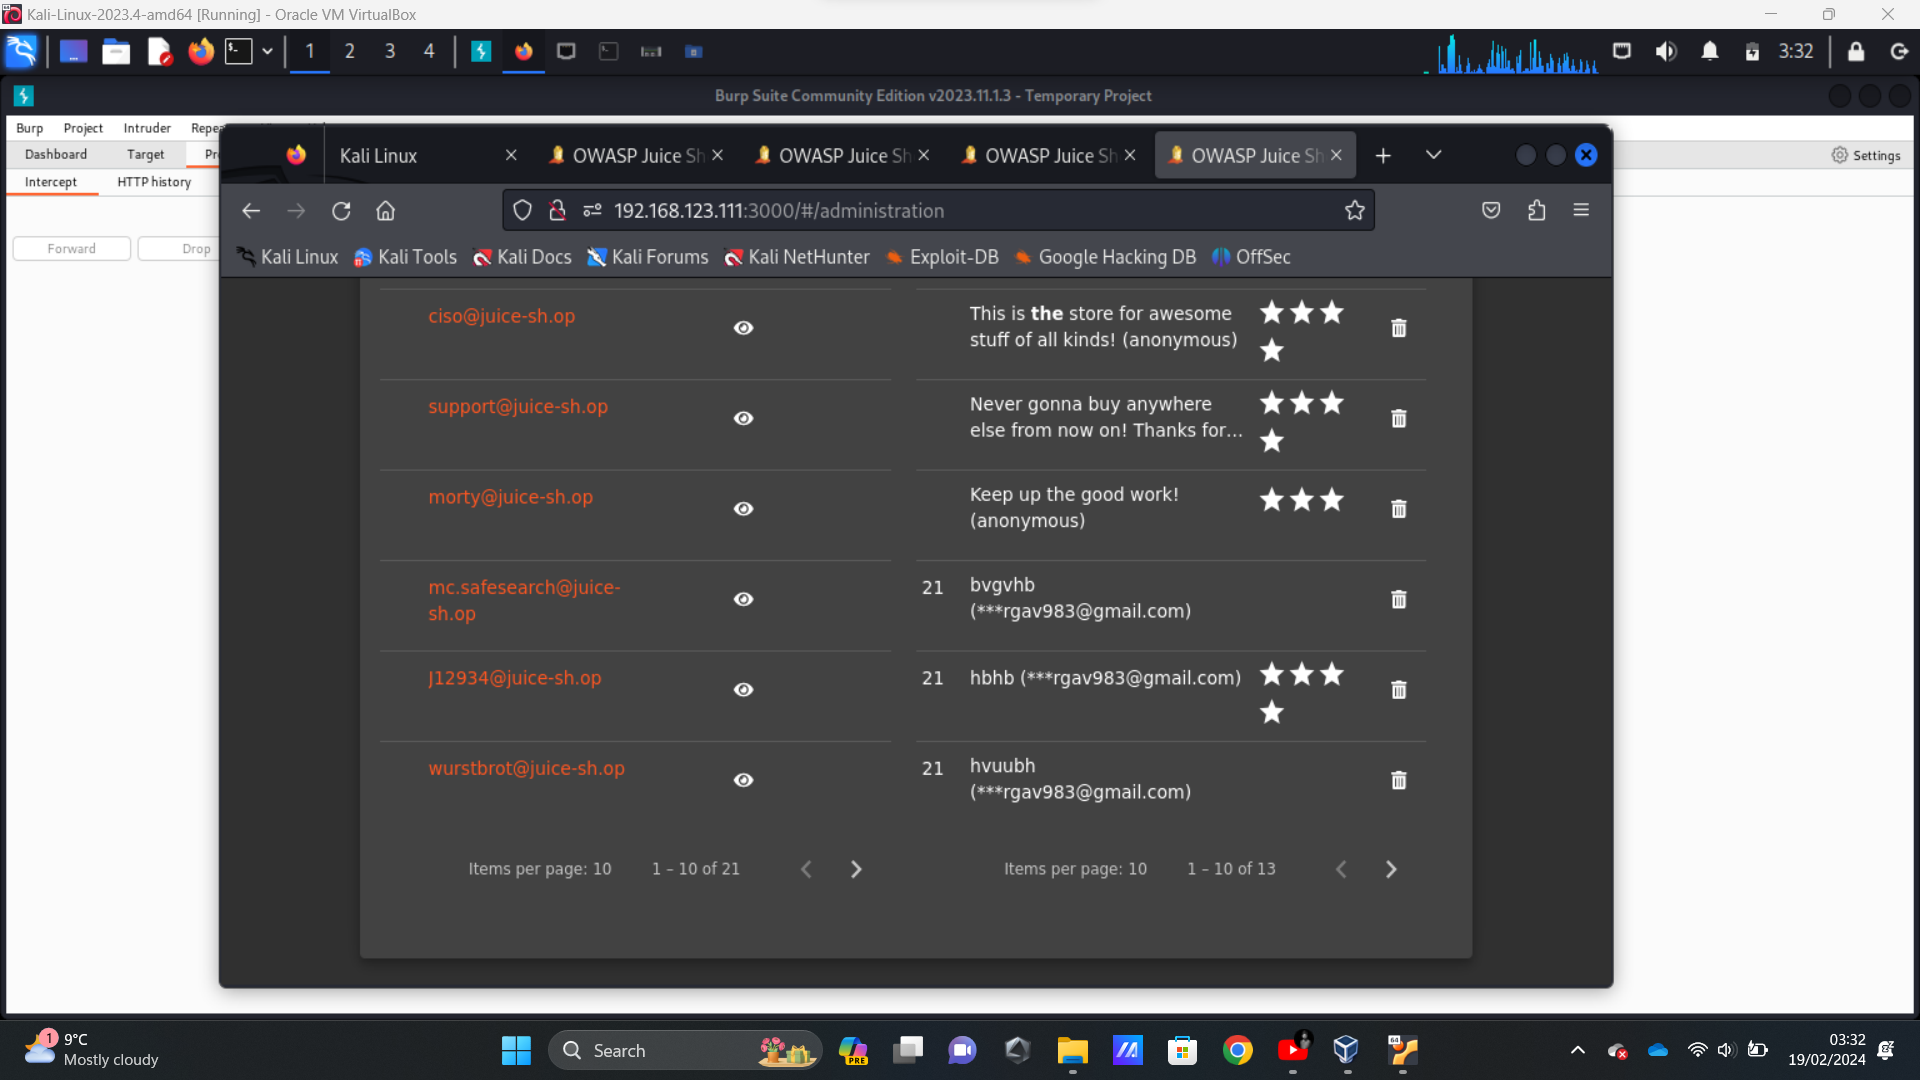 Kali-Linux-2023.4-amd64 [Running] - Oracle VM VirtualBox
1 2 3 4
3:32
Burp Suite Community Edition v2023.11.1.3 - Temporary Project
Burp Project Intruder
Dashboard Target
Settings
Intercept HTTP history
Forward Drop
Kali Linux
OWASP Juice Sh
OWASP Juice Sh
OWASP Juice Sh
OWASP Juice Sh
192.168.123.111:3000/#/administration
Kali Linux Kali Tools Kali Docs Kali Forums Kali NetHunter Exploit-DB Google Hacking DB OffSec
ciso@juice-sh.op
This is the store for awesome
stuff of all kinds! (anonymous)
support@juice-sh.op
Never gonna buy anywhere
else from now on! Thanks for...
morty@juice-sh.op
Keep up the good work!
(anonymous)
mc.safesearch@juice-
sh.op
21 bvgvhb
(***rgav983@gmail.com)
J12934@juice-sh.op
21 hbhb (***rgav983@gmail.com)
wurstbrot@juice-sh.op
21 hvuubh
(***rgav983@gmail.com)
Items per page: 10 1 – 10 of 21
Items per page: 10 1 – 10 of 13
1
9°C
Mostly cloudy
Search
PRE
64
03:32
19/02/2024